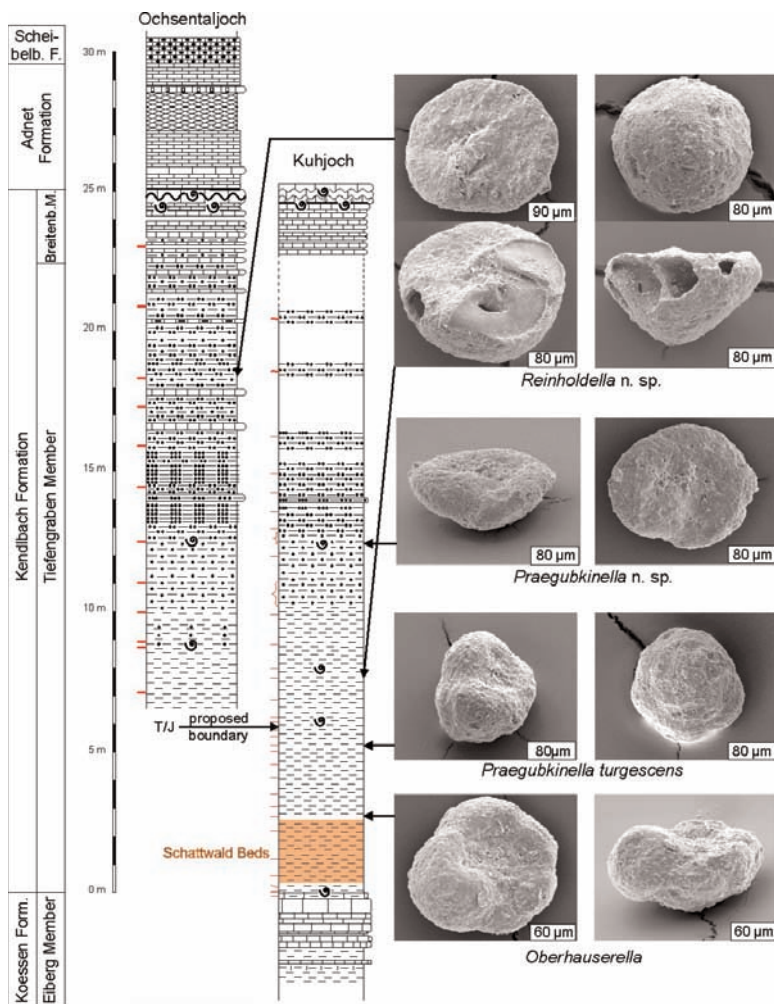 Ochsentaljoch
Schei-
belb. F.
Adnet
Formation
Breitenb.M.
Kendlbach Formation
Tiefengraben Member
Koessen Form.
Eiberg Member
30 m
25 m
20 m
15 m
10 m
5 m
0 m
Kuhjoch
T/J proposed
boundary
Schattwald Beds
90 µm
80 µm
80 µm
80 µm
Reinholdella n. sp.
80 µm
80 µm
Praegubkinella n. sp.
80µm
80 µm
Praegubkinella turgescens
60 µm
60 µm
Oberhauserella